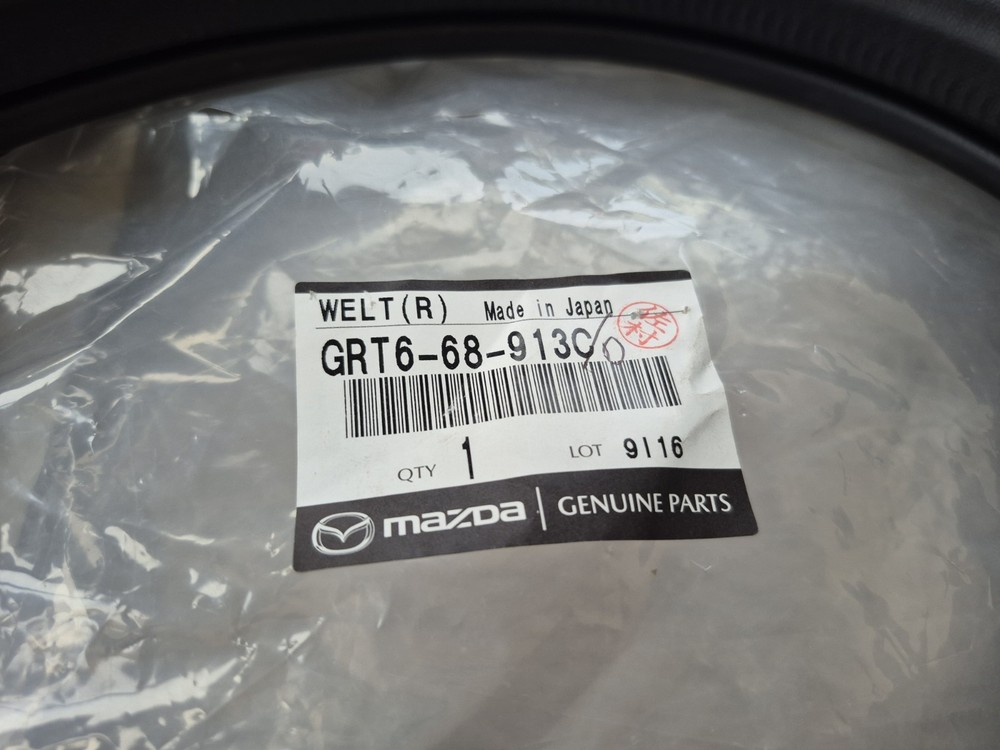 WELT(R) Made in Japan
GRT6-68-913C
QTY 1 LOT 9116
mazda GENUINE PARTS